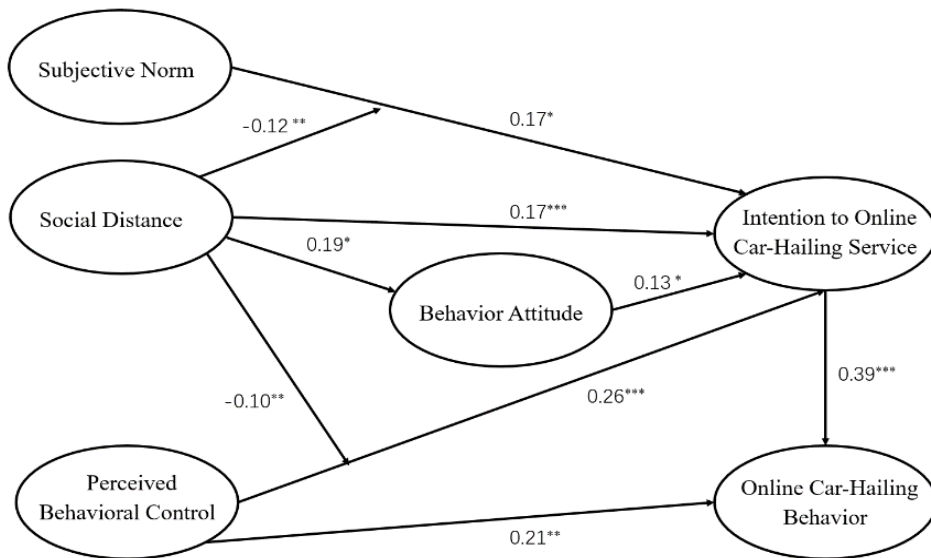 Subjective Norm
-0.12 **
0.17*
Social Distance
0.17***
Intention to Online
Car-Hailing Service
0.19*
Behavior Attitude
0.13 *
-0.10**
0.26***
0.39***
Perceived
Behavioral Control
Online Car-Hailing
Behavior
0.21**